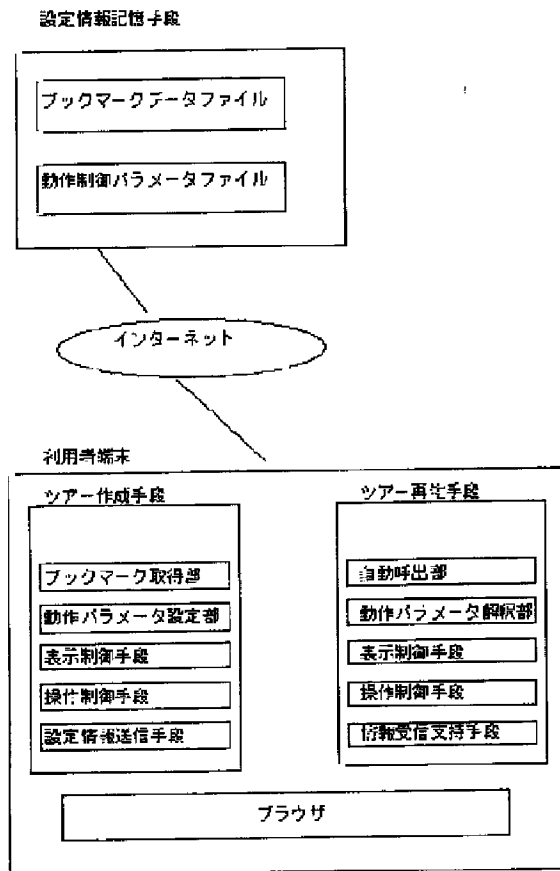 設定情報記憶手段
ブックマークデータファイル
動作制御パラメータファイル
インターネット
利用者端末
ツアー作成手段
ブックマーク取得部
動作パラメータ設定部
表示制御手段
操作制御手段
設定情報送信手段
ツアー再生手段
自動呼出部
動作パラメータ解釈部
表示制御手段
操作制御手段
情報受信支持手段
ブラウザ